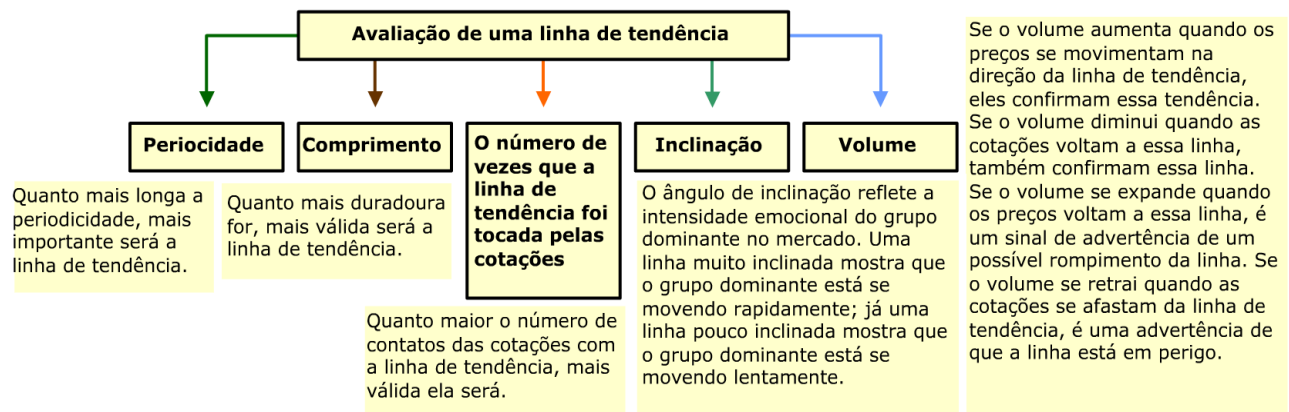 Avaliação de uma linha de tendência
Periocidade
Quanto mais longa a
periodicidade, mais
importante será a
linha de tendência.
Comprimento
Quanto mais duradoura
for, mais válida será a
linha de tendência.
O número de
vezes que a
linha de
tendência foi
tocada pelas
cotações
Quanto maior o número de
contatos das cotações com
a linha de tendência, mais
válida ela será.
Inclinação
O ângulo de inclinação reflete a
intensidade emocional do grupo
dominante no mercado. Uma
linha muito inclinada mostra que
o grupo dominante está se
movendo rapidamente; já uma
linha pouco inclinada mostra que
o grupo dominante está se
movendo lentamente.
Volume
Se o volume aumenta quando os
preços se movimentam na
direção da linha de tendência,
eles confirmam essa tendência.
Se o volume diminui quando as
cotações voltam a essa linha,
também confirmam essa linha.
Se o volume se expande quando
os preços voltam a essa linha, é
um sinal de advertência de um
possível rompimento da linha. Se
o volume se retrai quando as
cotações se afastam da linha de
tendência, é uma advertência de
que a linha está em perigo.